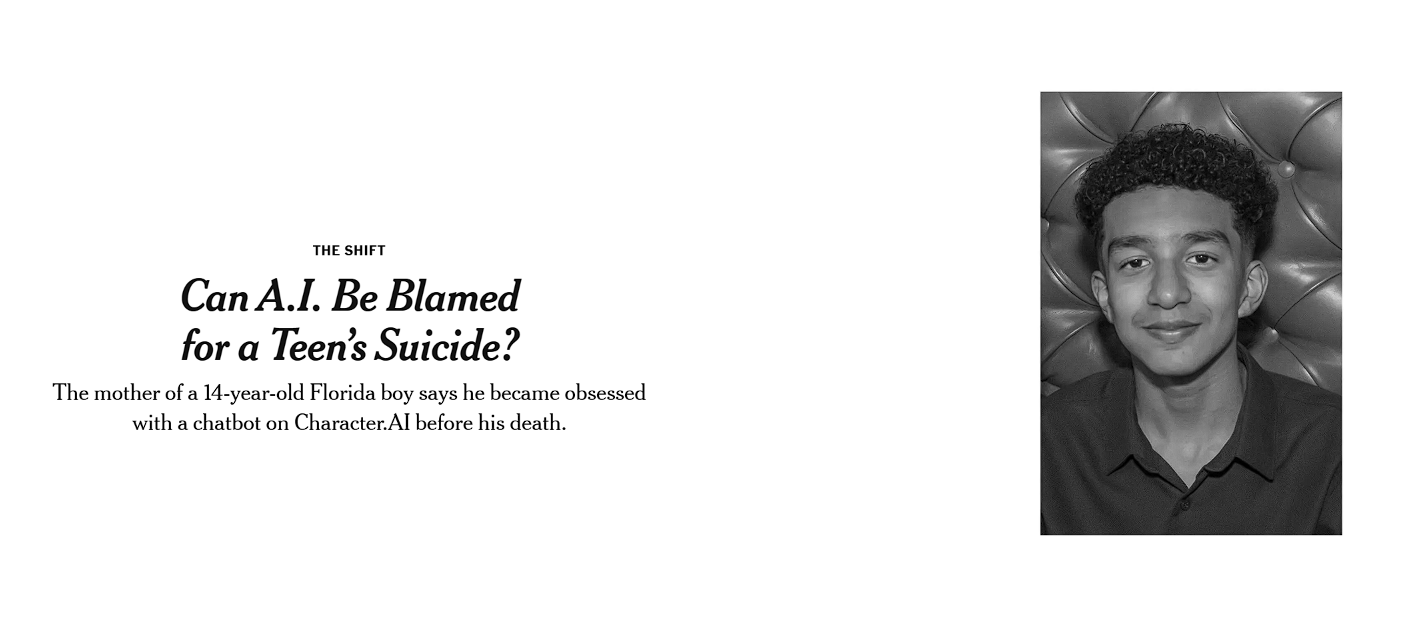 THE SHIFT
Can A.I. Be Blamed
for a Teen’s Suicide?
The mother of a 14-year-old Florida boy says he became obsessed
with a chatbot on Character.AI before his death.